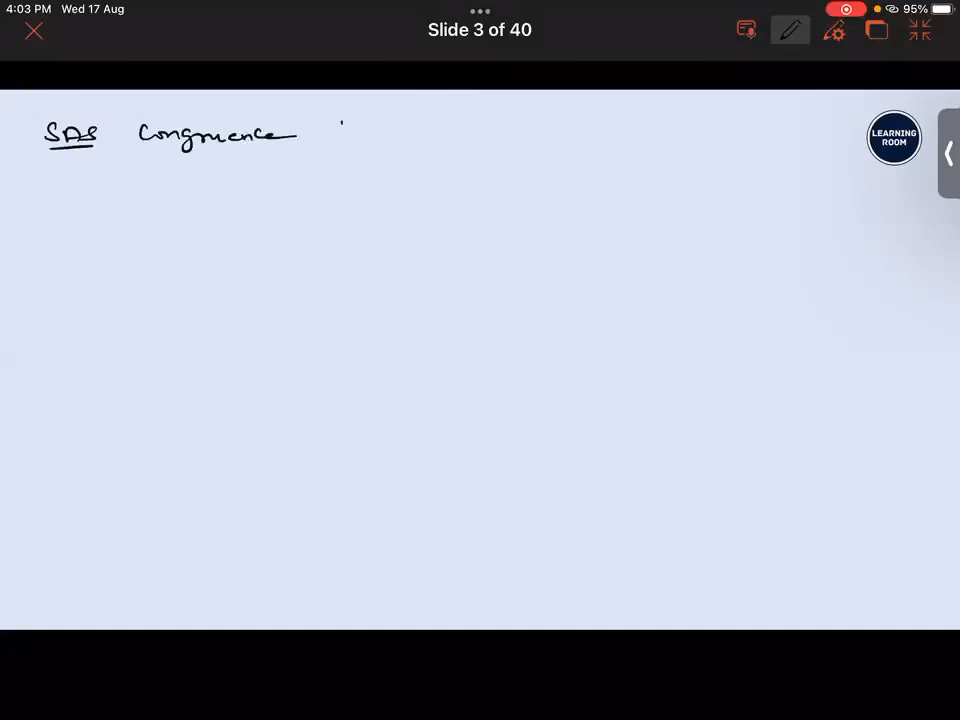 4:03 PM Wed 17 Aug
95%
Slide 3 of 40
SAS Congruence
LEARNING
ROOM